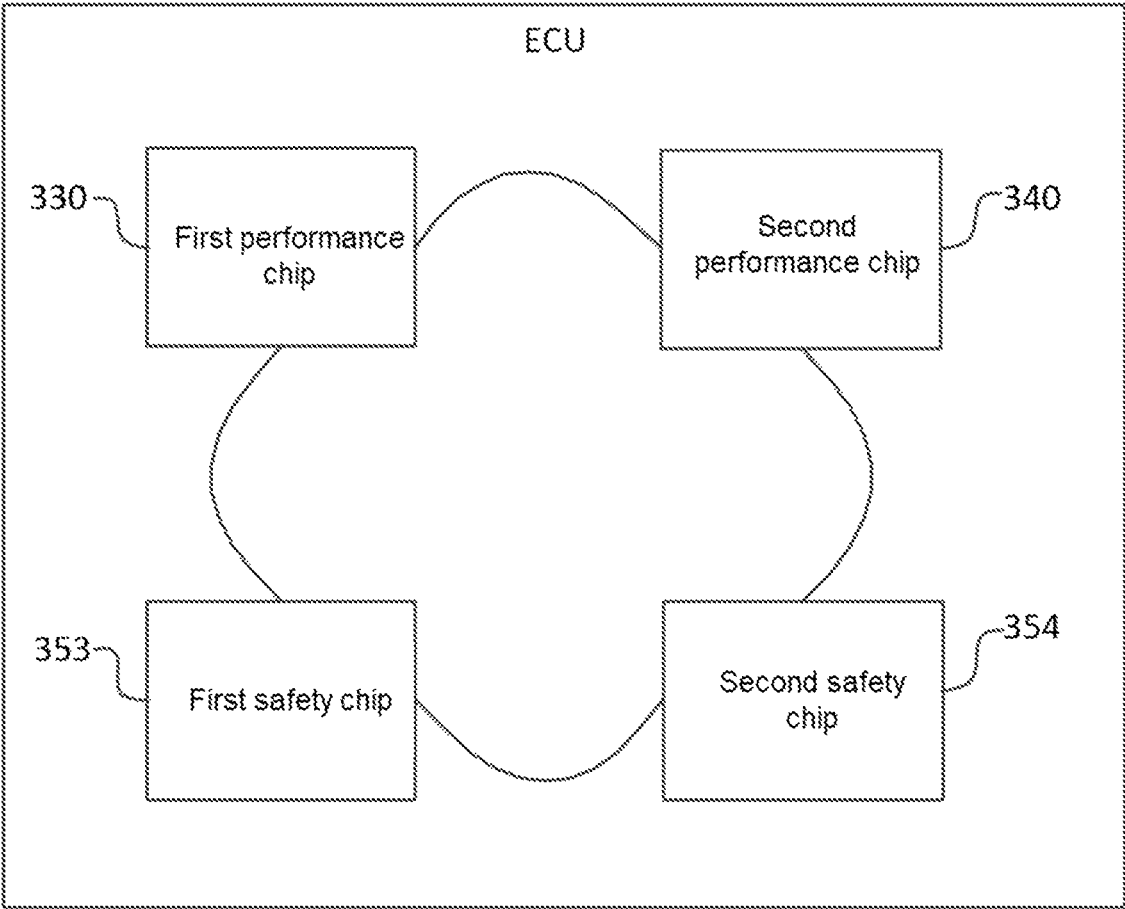 ECU
330
First performance
chip
Second
performance chip
340
353
First safety chip
Second safety
chip
354